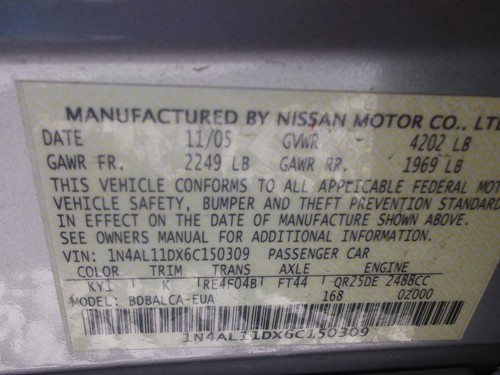 MANUFACTURED BY NISSAN MOTOR CO., LTD
DATE 11/05 GVWR 4202 LB
GAWR FR. 2249 LB GAWR RR. 1969 LB
THIS VEHICLE CONFORMS TO ALL APPLICABLE FEDERAL MOT
VEHICLE SAFETY, BUMPER AND THEFT PREVENTION STANDARD
IN EFFECT ON THE DATE OF MANUFACTURE SHOWN ABOVE.
SEE OWNERS MANUAL FOR ADDITIONAL INFORMATION
VIN: 1N4AL11DX6C150309 PASSENGER CAR
COLOR TRIM TRANS AXLE ENGINE
KY1 K RE4F04B FT44 QR25DE 2488CC
MODEL: BDBALCA-EUA 168 0Z000
1N4AL11DX6C150309